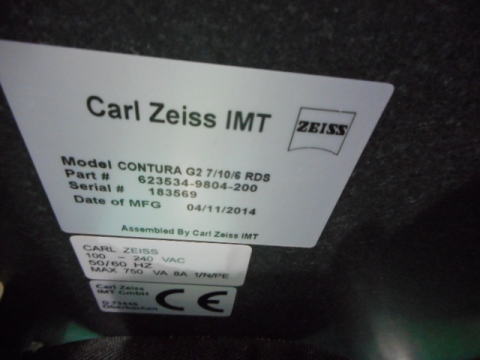 Carl Zeiss IMT
ZEISS
Model CONTURA G2 7/10/6 RDS
Part # 623534-9804-200
Serial # 183569
Date of MFG 04/11/2014
Assembled By Carl Zeiss IMT
CARL ZEISS
100 - 240 VAC
50/60 HZ
MAX 750 VA 8A 1/N/PE
Carl Zeiss
IMT GmbH
CE
Oberkochen